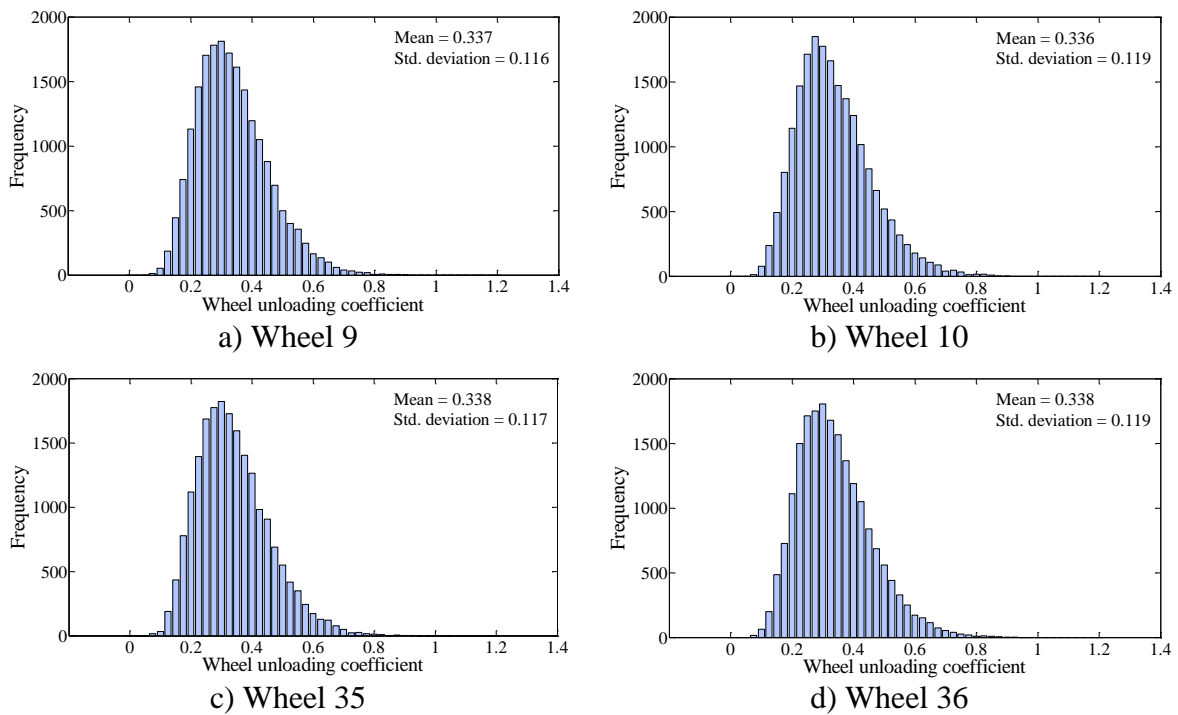 2000
1500
1000
500
0
Frequency
Mean = 0.337
Std. deviation = 0.116
0 0.2 0.4 0.6 0.8 1 1.2 1.4
Wheel unloading coefficient
a) Wheel 9
2000
1500
1000
500
0
Frequency
Mean = 0.336
Std. deviation = 0.119
0 0.2 0.4 0.6 0.8 1 1.2 1.4
Wheel unloading coefficient
b) Wheel 10
2000
1500
1000
500
0
Frequency
Mean = 0.338
Std. deviation = 0.117
0 0.2 0.4 0.6 0.8 1 1.2 1.4
Wheel unloading coefficient
c) Wheel 35
2000
1500
1000
500
0
Frequency
Mean = 0.338
Std. deviation = 0.119
0 0.2 0.4 0.6 0.8 1 1.2 1.4
Wheel unloading coefficient
d) Wheel 36